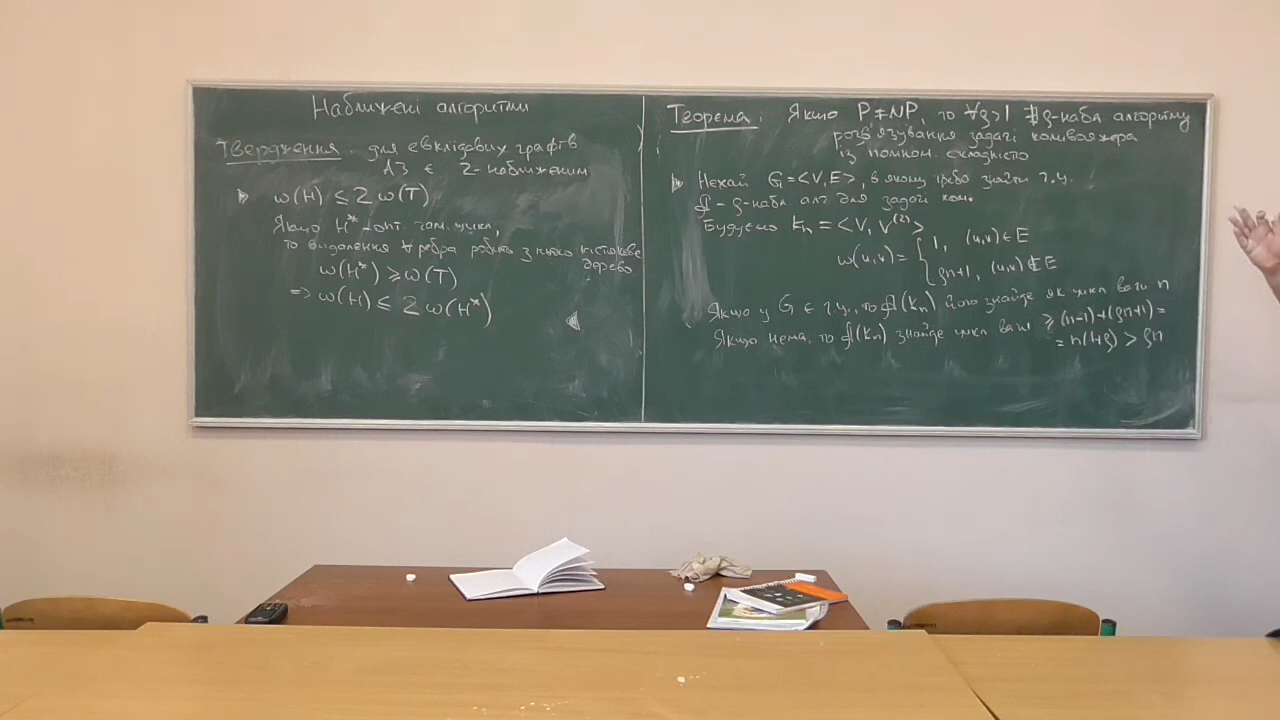 Наближені алгоритми
Твердження. для евклідових графів
АЗ є 2-наближеним
w(H) ≤ 2 w(T)
Якщо H* - опт. гам. цикл,
то видалення ∀ ребра робить з нього кістякове
дерево
w(H*) ≥ w(T)
=> w(H) ≤ 2 w(H*)
Теорема: Якщо P ≠ NP, то ∀ρ>1 ∄ ρ-набл алгоритму
розв'язування задачі комівояжера
із полном. складністю
Нехай G = <V, E>, в якому треба знайти г.ц.
𝒜 - ρ-набл алг для задачі ком.
Будуємо Kn = <V, V^(2)>
w(u,v) = { 1, (u,v) ∈ E
ρn+1, (u,v) ∉ E
Якщо у G є г.ц., то 𝒜(Kn) його знайде як цикл ваги n
Якщо нема, то 𝒜(Kn) знайде цикл ваги ≥ (n-1)+(ρn+1) =
= n(1+ρ) > ρn